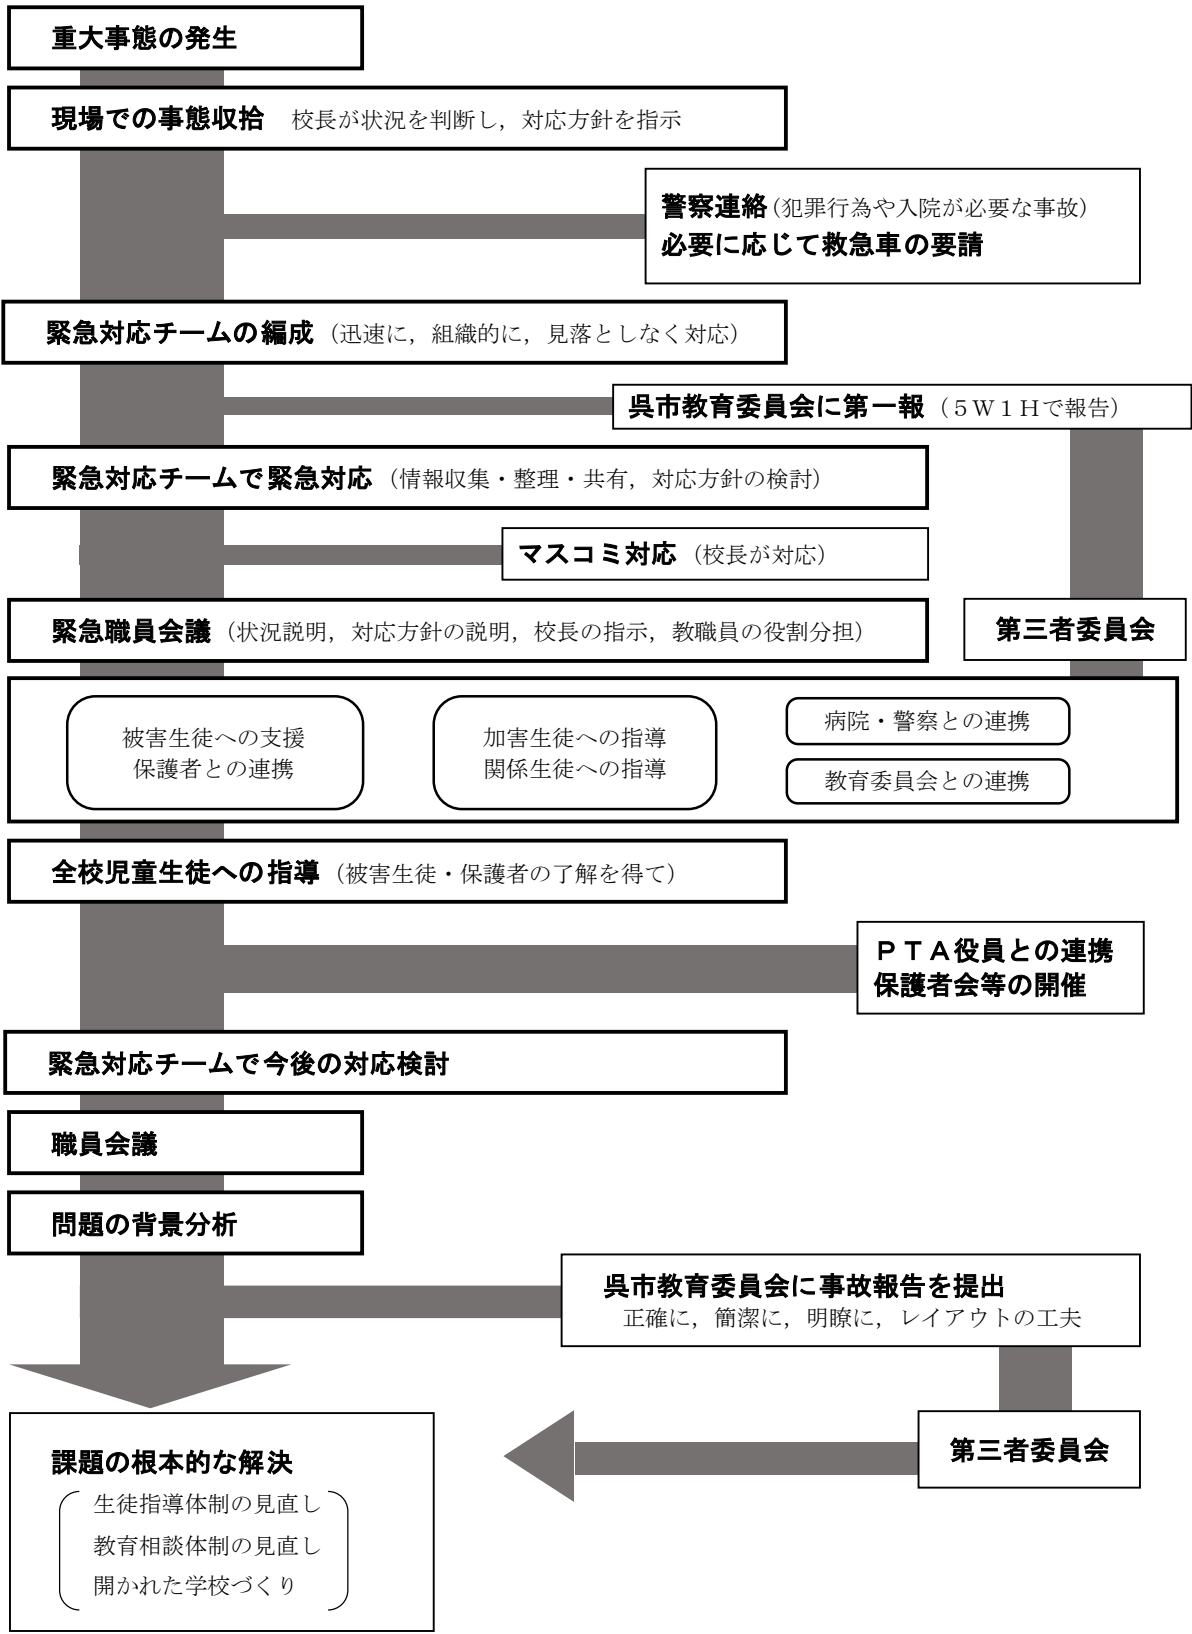 重大事態の発生
現場での事態収拾　校長が状況を判断し，対応方針を指示
警察連絡（犯罪行為や入院が必要な事故）
必要に応じて救急車の要請
緊急対応チームの編成（迅速に，組織的に，見落としなく対応）
呉市教育委員会に第一報（５Ｗ１Ｈで報告）
緊急対応チームで緊急対応（情報収集・整理・共有，対応方針の検討）
マスコミ対応（校長が対応）
緊急職員会議（状況説明，対応方針の説明，校長の指示，教職員の役割分担）
第三者委員会
被害生徒への支援
保護者との連携
加害生徒への指導
関係生徒への指導
病院・警察との連携
教育委員会との連携
全校児童生徒への指導（被害生徒・保護者の了解を得て）
ＰＴＡ役員との連携
保護者会等の開催
緊急対応チームで今後の対応検討
職員会議
問題の背景分析
呉市教育委員会に事故報告を提出
正確に，簡潔に，明瞭に，レイアウトの工夫
第三者委員会
課題の根本的な解決
生徒指導体制の見直し
教育相談体制の見直し
開かれた学校づくり